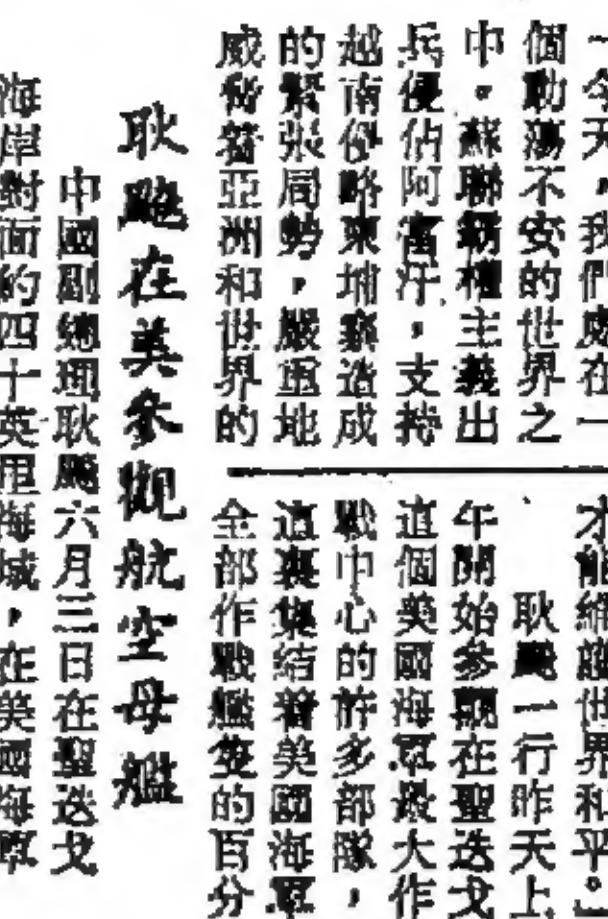 一今天，我們處在一
個動蕩不安的世界之
中。蘇聯霸權主義出
兵侵佔阿富汗，支持
越南侵略柬埔寨造成
的緊張局勢，嚴重地
威脅着亞洲和世界的
才能維護世界和平。」
耿飚一行昨天上
午開始參觀在聖迭戈
這個美國海軍最大作
戰中心的許多部隊，
這裏集結着美國海軍
全部作戰艦隻的百分
耿飚在美參觀航空母艦
中國副總理耿飚六月三日在聖迭戈
海岸對面的四十英里海域，在美國海軍